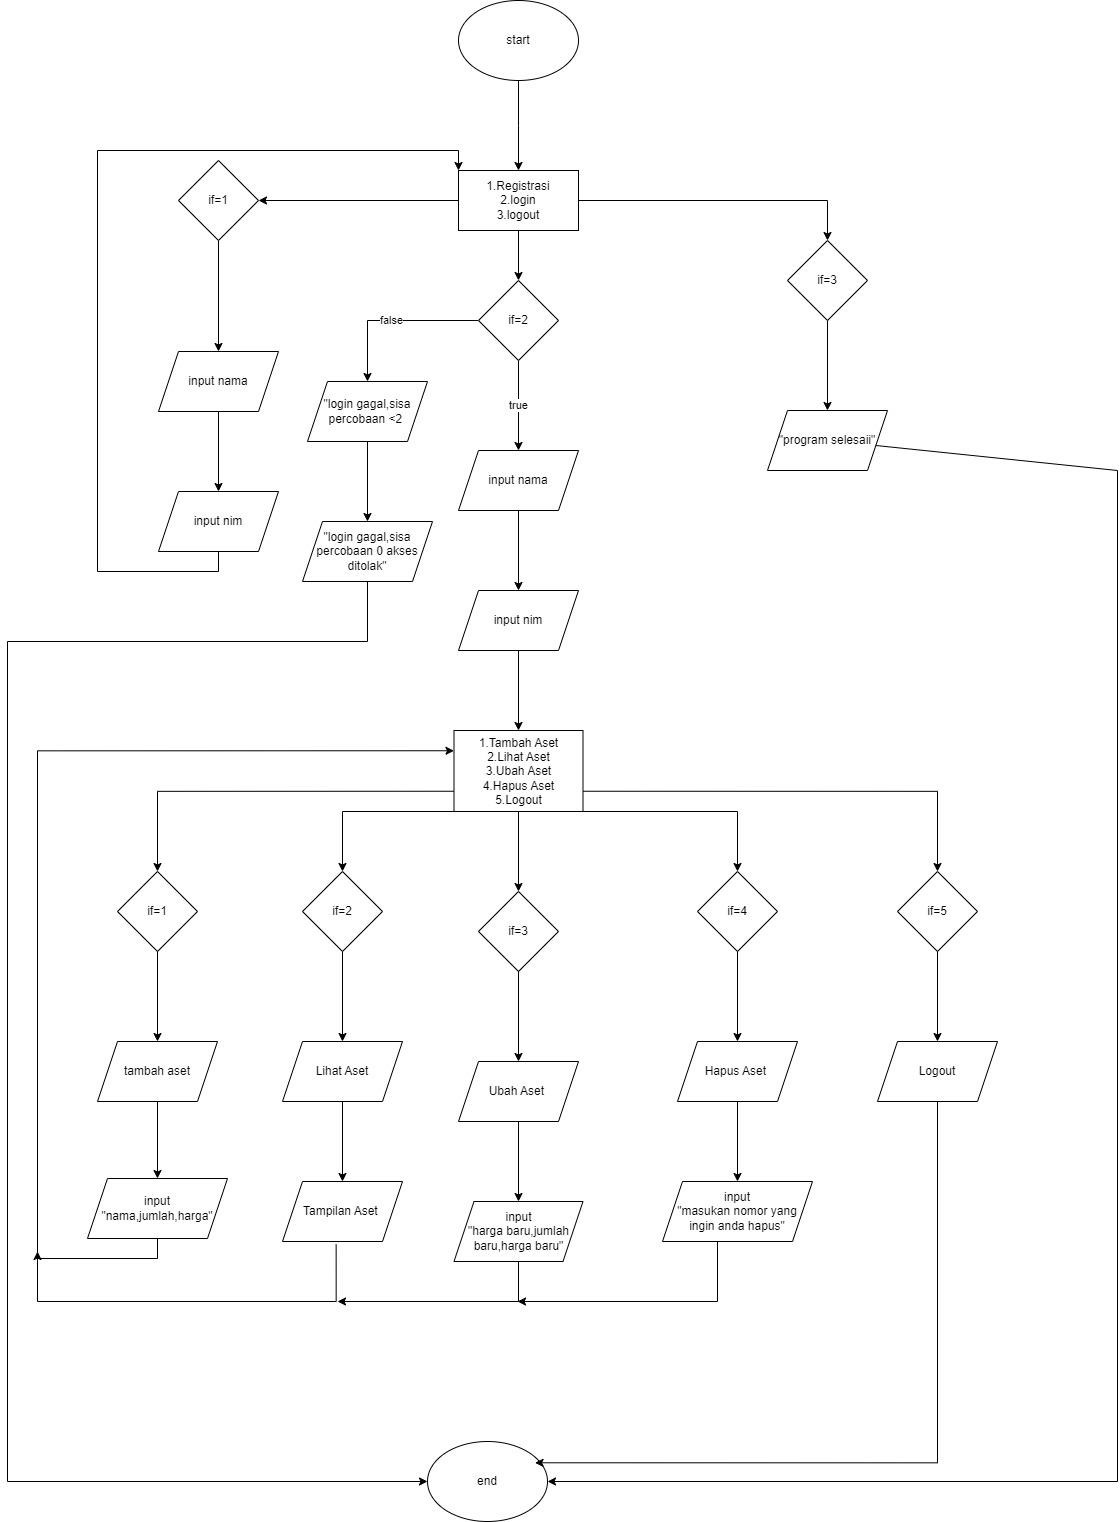 start
1.Registrasi
2.login
3.logout
if=1
if=3
if=2
false
"login gagal,sisa
percobaan <2
true
input nama
"program selesaii"
input nama
input nim
"login gagal,sisa
percobaan 0 akses
ditolak"
input nim
1.Tambah Aset
2.Lihat Aset
3.Ubah Aset
4.Hapus Aset
5.Logout
if=1
if=2
if=3
if=4
if=5
tambah aset
Lihat Aset
Ubah Aset
Hapus Aset
Logout
input
"nama,jumlah,harga"
Tampilan Aset
input
"harga baru,jumlah
baru,harga baru"
input
"masukan nomor yang
ingin anda hapus"
end